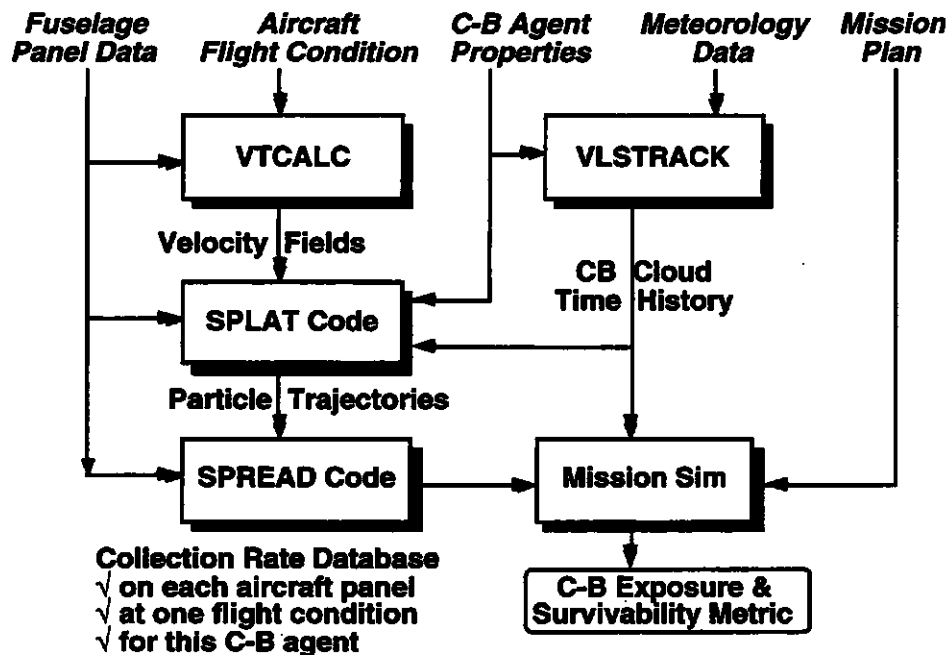 Fuselage
Panel Data
Aircraft
Flight Condition
C-B Agent
Properties
Meteorology
Data
Mission
Plan
VTCALC
VLSTRACK
Velocity Fields
CB Cloud
Time History
SPLAT Code
Particle Trajectories
SPREAD Code
Mission Sim
Collection Rate Database
√ on each aircraft panel
√ at one flight condition
√ for this C-B agent
C-B Exposure &
Survivability Metric